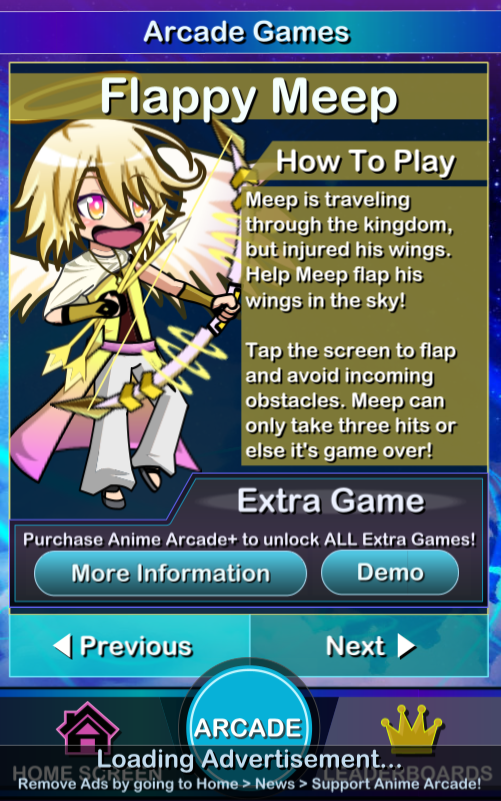 Arcade Games
Flappy Meep
How To Play
Meep is traveling
through the kingdom,
but injured his wings.
Help Meep flap his
wings in the sky!
Tap the screen to flap
and avoid incoming
obstacles. Meep can
only take three hits or
else it's game over!
Extra Game
Purchase Anime Arcade+ to unlock ALL Extra Games!
More Information
Demo
Previous
Next
ARCADE
Loading Advertisement...
HOME SCREEN
LEADERBOARDS
Remove Ads by going to Home > News > Support Anime Arcade!